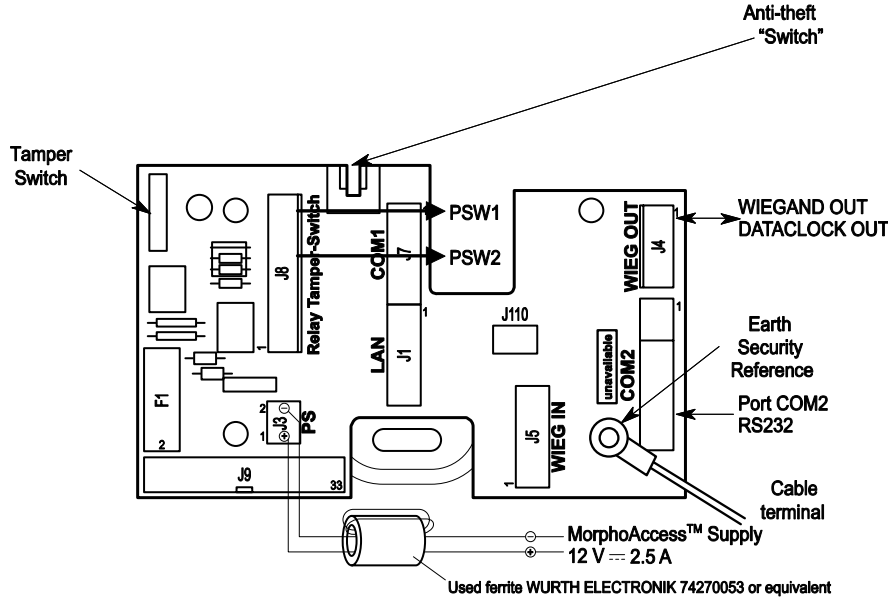 Anti-theft
“Switch”
Tamper
Switch
PSW1
PSW2
WIEGAND OUT
DATACLOCK OUT
1
J4
WIEG OUT
J8
1
Relay Tamper-Switch
COM1
J7
LAN
J1
1
J110
unavailable
COM2
1
Earth
Security
Reference
Port COM2
RS232
F1
2
2
1
J3
PS
J5
1
WIEG IN
J9
33
Cable
terminal
MorphoAccess™ Supply
12 V ⎓ 2.5 A
Used ferrite WURTH ELECTRONIK 74270053 or equivalent